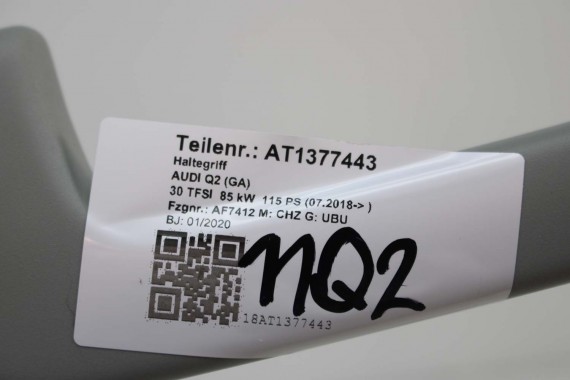 Teilenr.: AT1377443
Haltegriff
AUDI Q2 (GA)
30 TFSI 85 kW 115 PS (07.2018-> )
Fzgnr.: AF7412 M: CHZ G: UBU
BJ: 01/2020
11Q2
18AT1377443